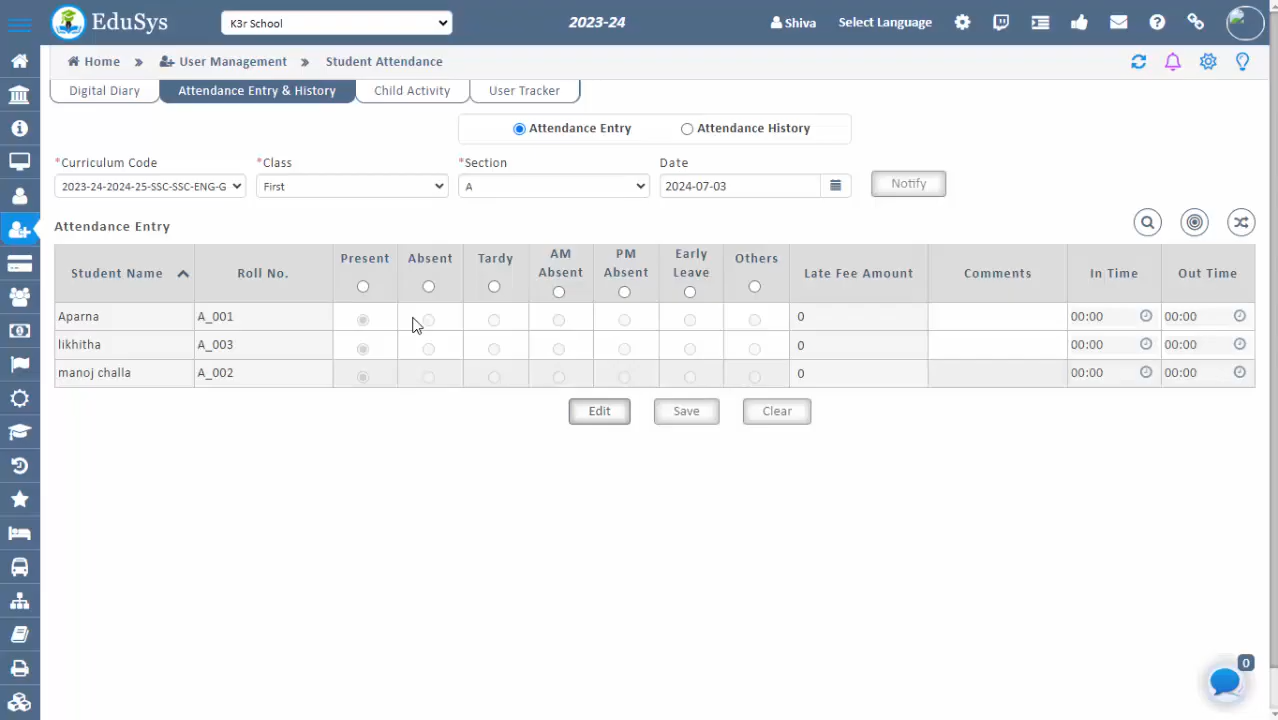 EduSys
K3r School
2023-24
Shiva
Select Language
Home » User Management » Student Attendance
Digital Diary
Attendance Entry & History
Child Activity
User Tracker
Attendance Entry
Attendance History
*Curriculum Code
*Class
*Section
Date
2023-24-2024-25-SSC-SSC-ENG-G
First
A
2024-07-03
Notify
Attendance Entry
Student Name
Roll No.
Present
Absent
Tardy
AM Absent
PM Absent
Early Leave
Others
Late Fee Amount
Comments
In Time
Out Time
Aparna A_001 0 00:00 00:00
likhitha A_003 0 00:00 00:00
manoj challa A_002 0 00:00 00:00
Edit
Save
Clear
0